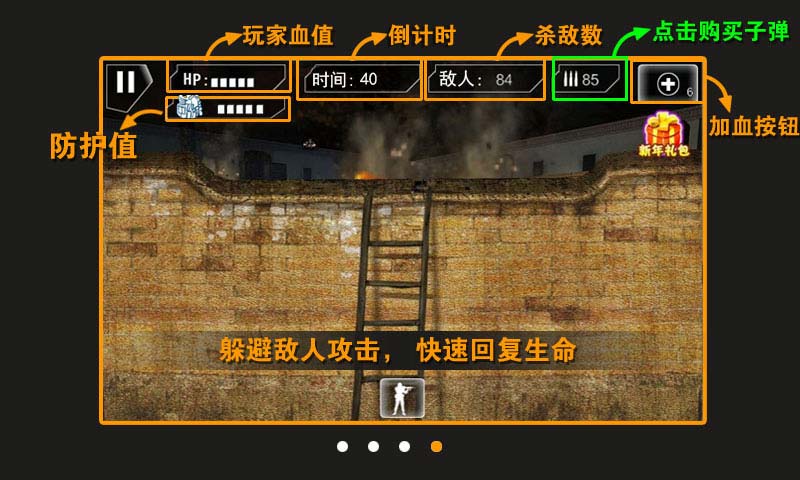 玩家血值
倒计时
杀敌数
点击购买子弹
HP:
时间: 40
敌人: 84
85
6
加血按钮
防护值
新年礼包
躲避敌人攻击, 快速回复生命